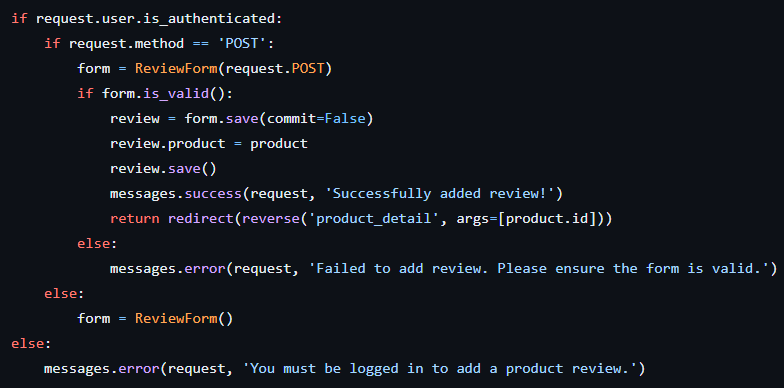 if request.user.is_authenticated:
    if request.method == 'POST':
        form = ReviewForm(request.POST)
        if form.is_valid():
            review = form.save(commit=False)
            review.product = product
            review.save()
            messages.success(request, 'Successfully added review!')
            return redirect(reverse('product_detail', args=[product.id]))
        else:
            messages.error(request, 'Failed to add review. Please ensure the form is valid.')
    else:
        form = ReviewForm()
else:
    messages.error(request, 'You must be logged in to add a product review.')